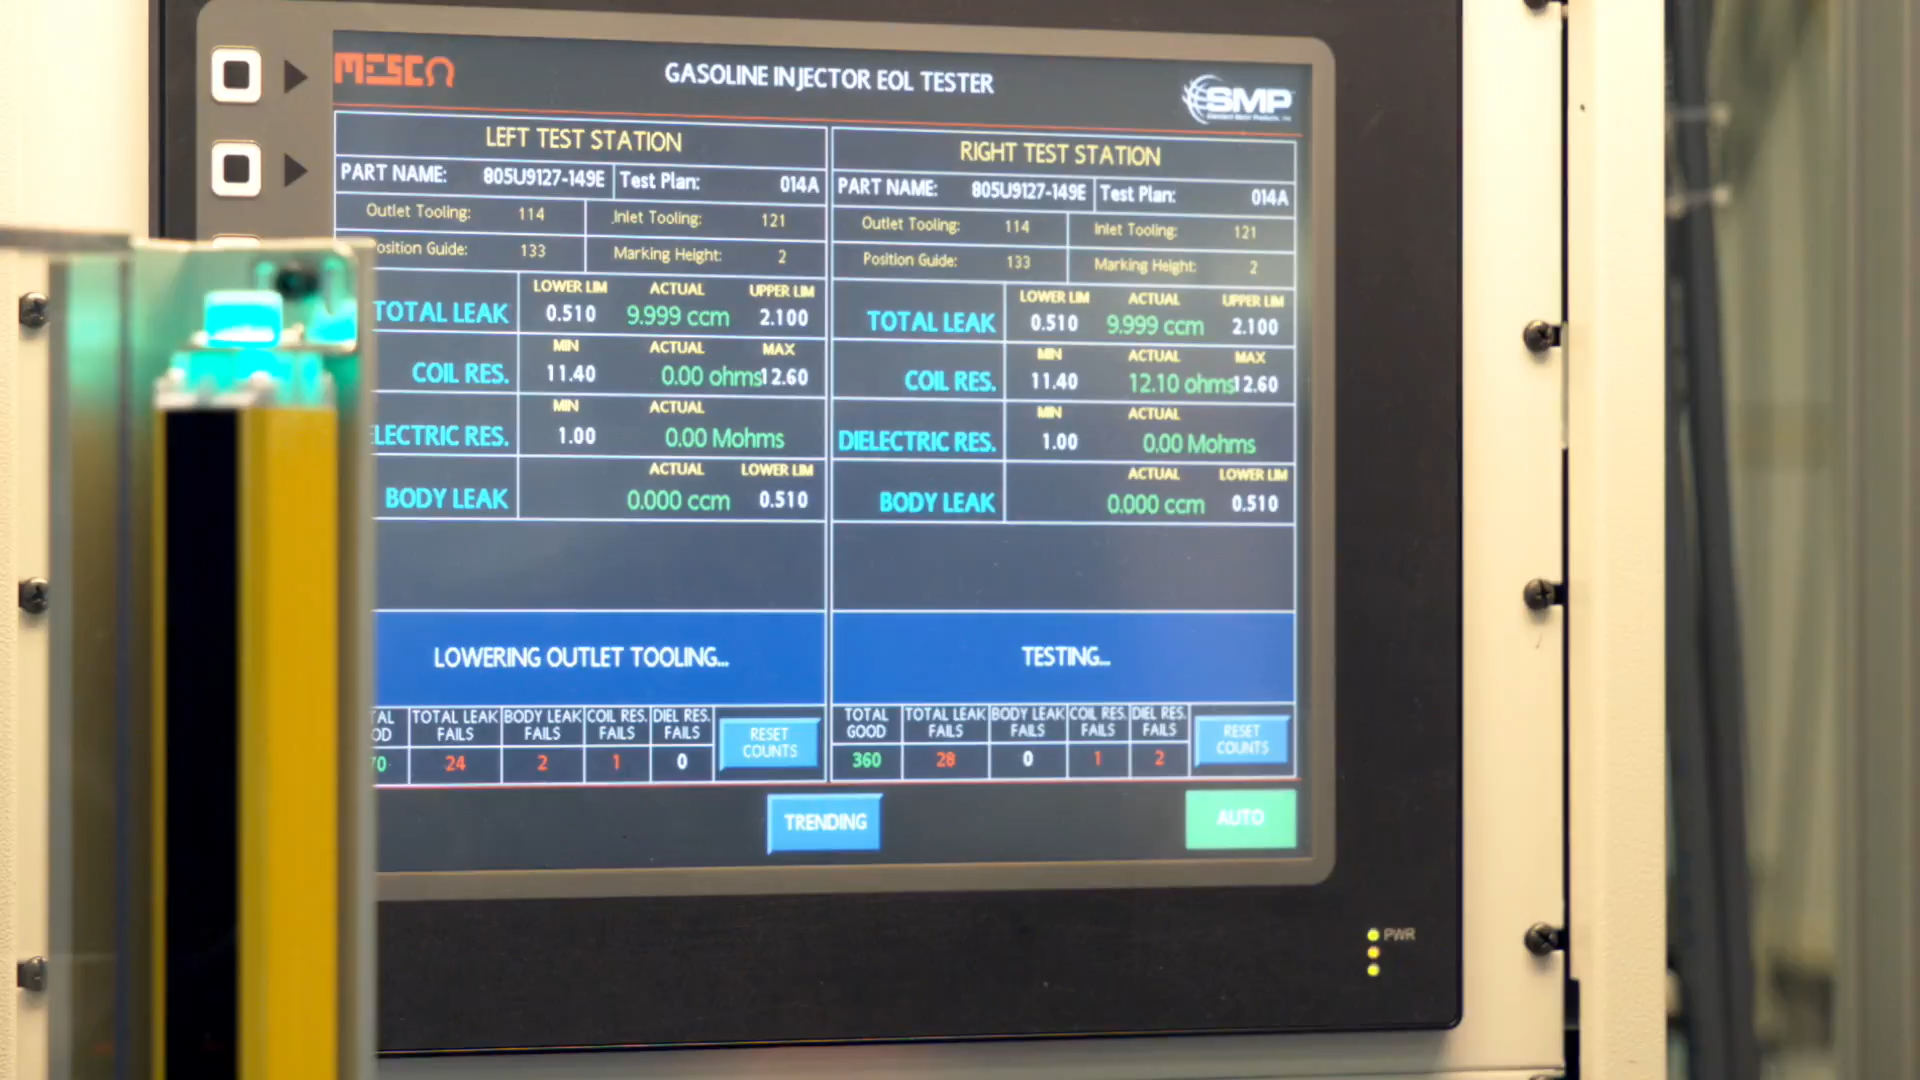 MESCO
GASOLINE INJECTOR EOL TESTER
SMP
LEFT TEST STATION
PART NAME: 805U9127-149E Test Plan: 014A
Outlet Tooling: 114 Inlet Tooling: 121
osition Guide: 133 Marking Height: 2
LOWER LIM ACTUAL UPPER LIM
TOTAL LEAK 0.510 9.999 ccm 2.100
MIN ACTUAL MAX
COIL RES. 11.40 0.00 ohms 12.60
MIN ACTUAL
LECTRIC RES. 1.00 0.00 Mohms
ACTUAL LOWER LIM
BODY LEAK 0.000 ccm 0.510
LOWERING OUTLET TOOLING...
TAL TOTAL LEAK BODY LEAK COIL RES. DIEL RES.
OD FAILS FAILS FAILS FAILS
70 24 2 1 0
RESET
COUNTS
RIGHT TEST STATION
PART NAME: 805U9127-149E Test Plan: 014A
Outlet Tooling: 114 Inlet Tooling: 121
Position Guide: 133 Marking Height: 2
LOWER LIM ACTUAL UPPER LIM
TOTAL LEAK 0.510 9.999 ccm 2.100
MIN ACTUAL MAX
COIL RES. 11.40 12.10 ohms 12.60
MIN ACTUAL
DIELECTRIC RES. 1.00 0.00 Mohms
ACTUAL LOWER LIM
BODY LEAK 0.000 ccm 0.510
TESTING...
TOTAL TOTAL LEAK BODY LEAK COIL RES. DIEL RES.
GOOD FAILS FAILS FAILS FAILS
360 28 0 1 2
RESET
COUNTS
TRENDING
AUTO
PWR